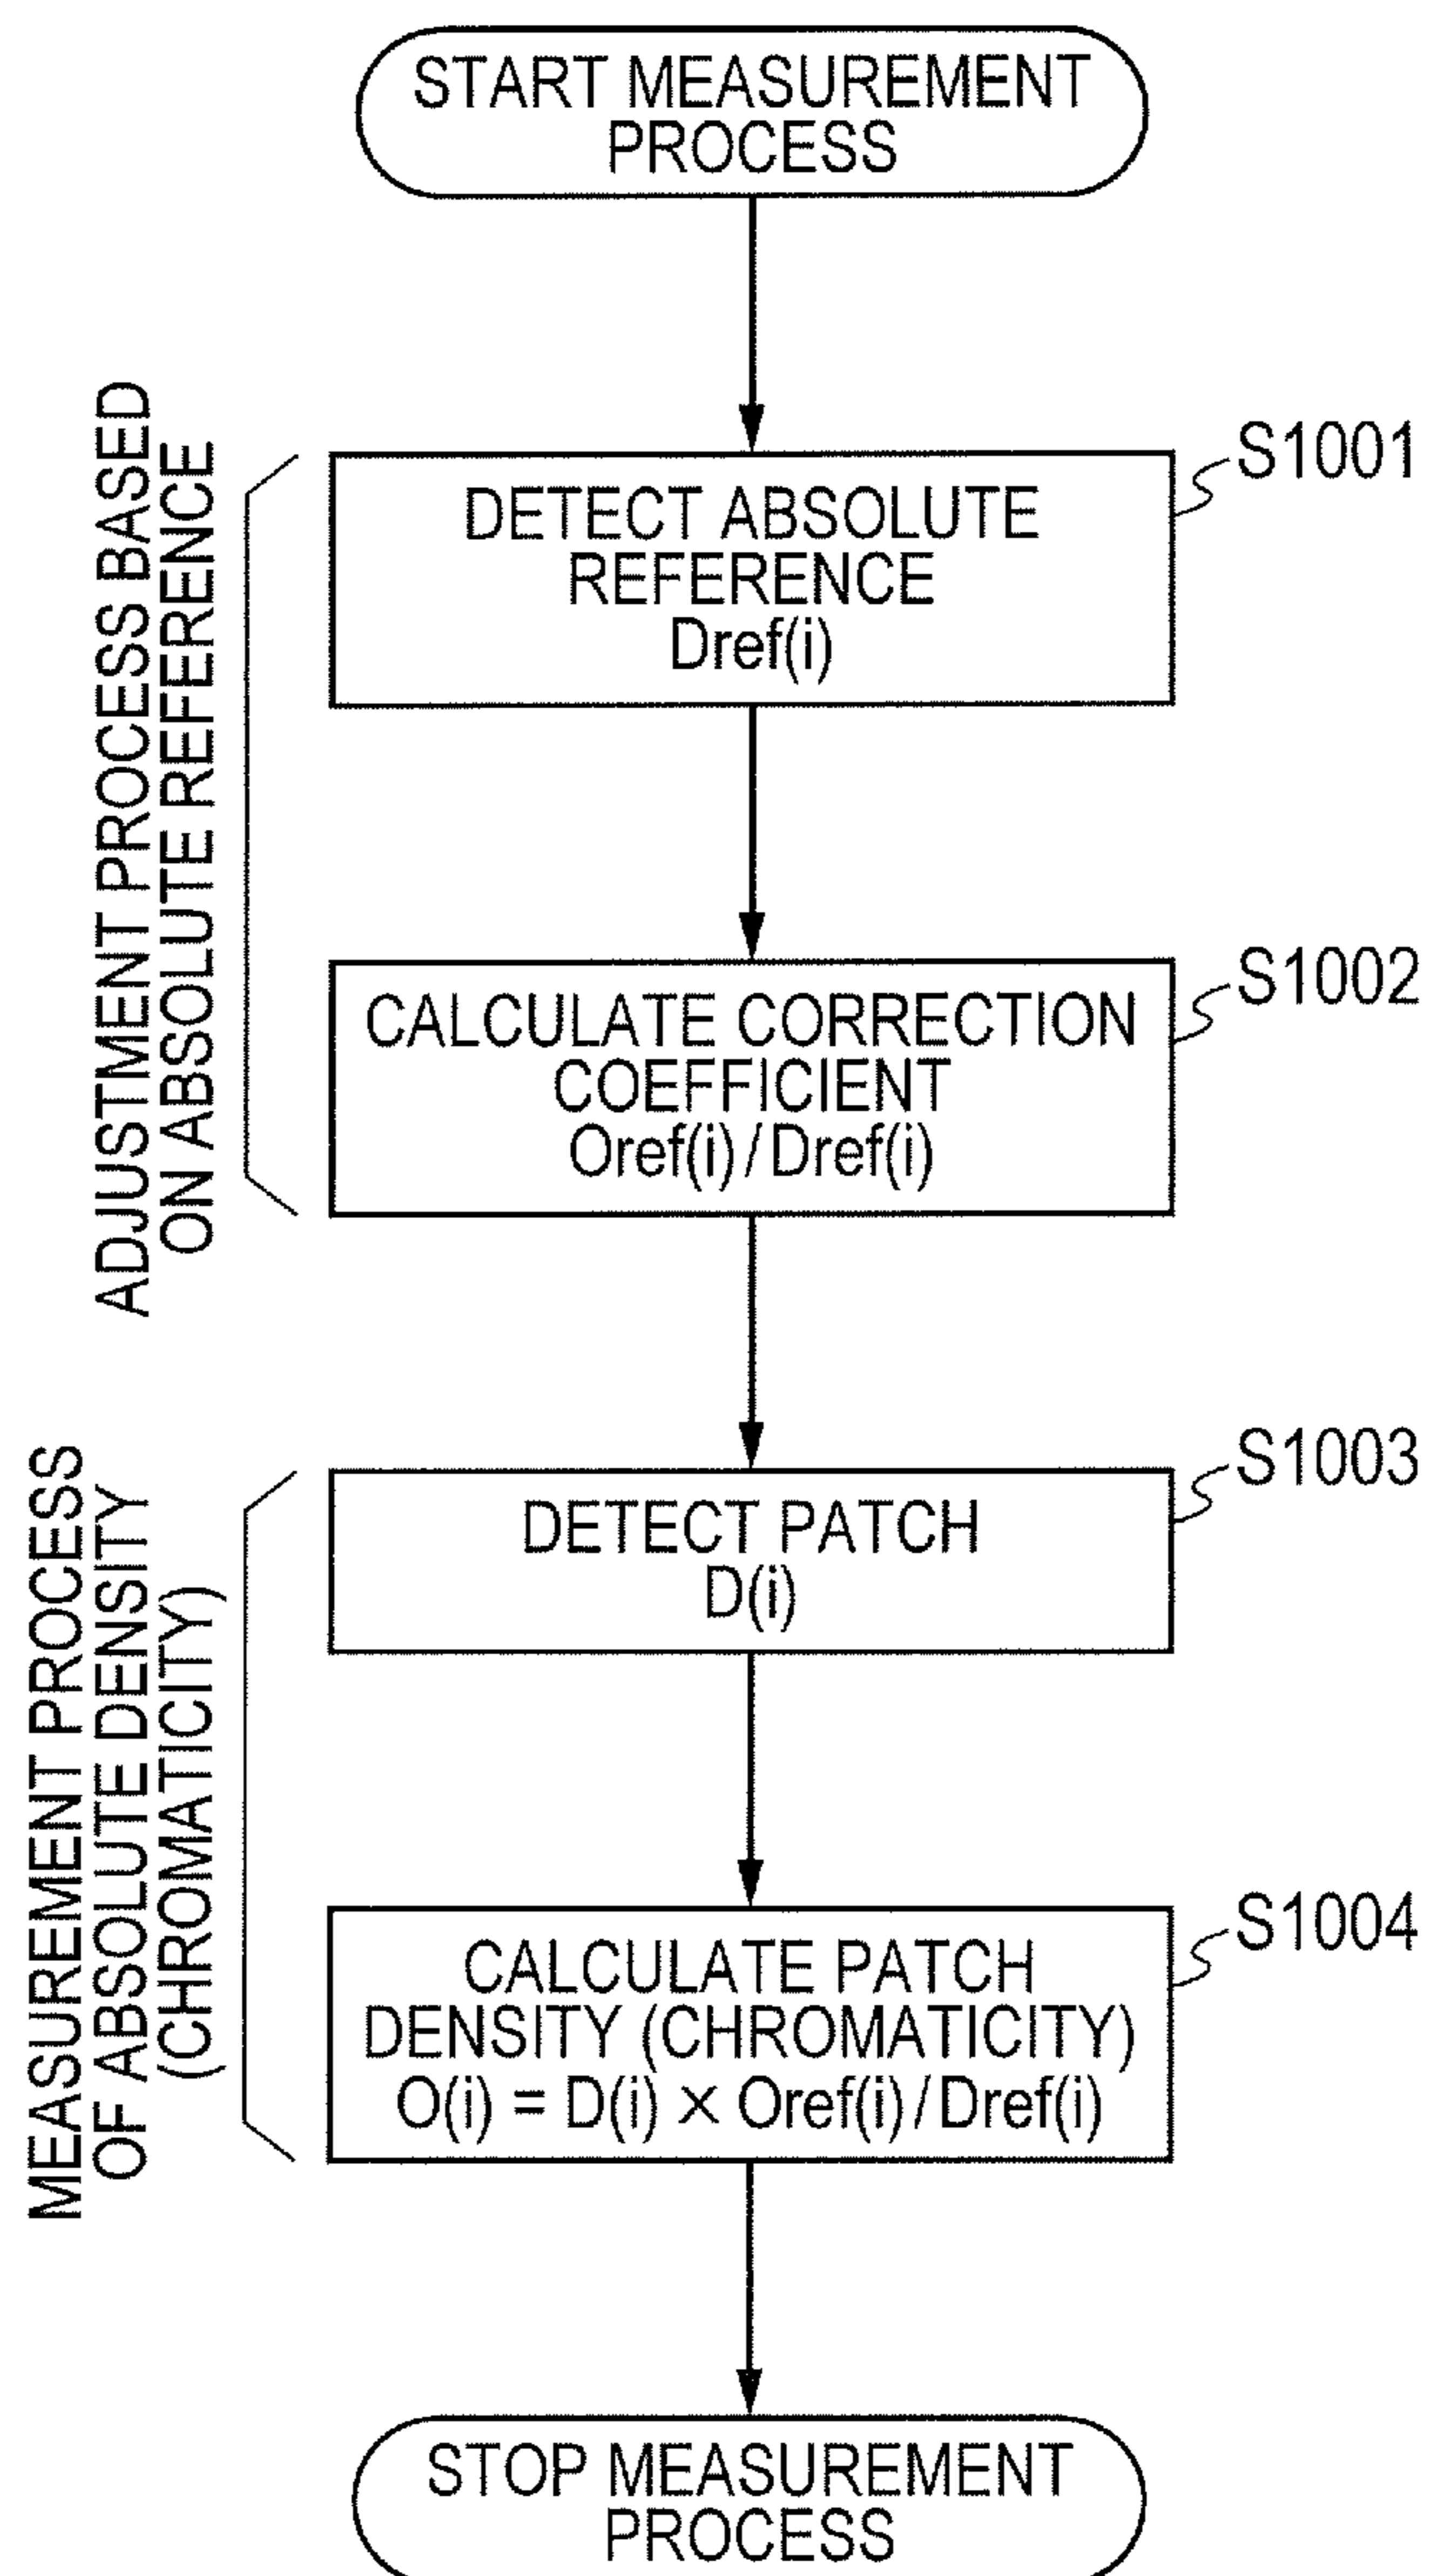 START MEASUREMENT
PROCESS
ADJUSTMENT PROCESS BASED
ON ABSOLUTE REFERENCE
S1001
DETECT ABSOLUTE
REFERENCE
Dref(i)
S1002
CALCULATE CORRECTION
COEFFICIENT
Oref(i)/Dref(i)
MEASUREMENT PROCESS
OF ABSOLUTE DENSITY
(CHROMATICITY)
S1003
DETECT PATCH
D(i)
S1004
CALCULATE PATCH
DENSITY (CHROMATICITY)
O(i) = D(i) × Oref(i)/Dref(i)
STOP MEASUREMENT
PROCESS